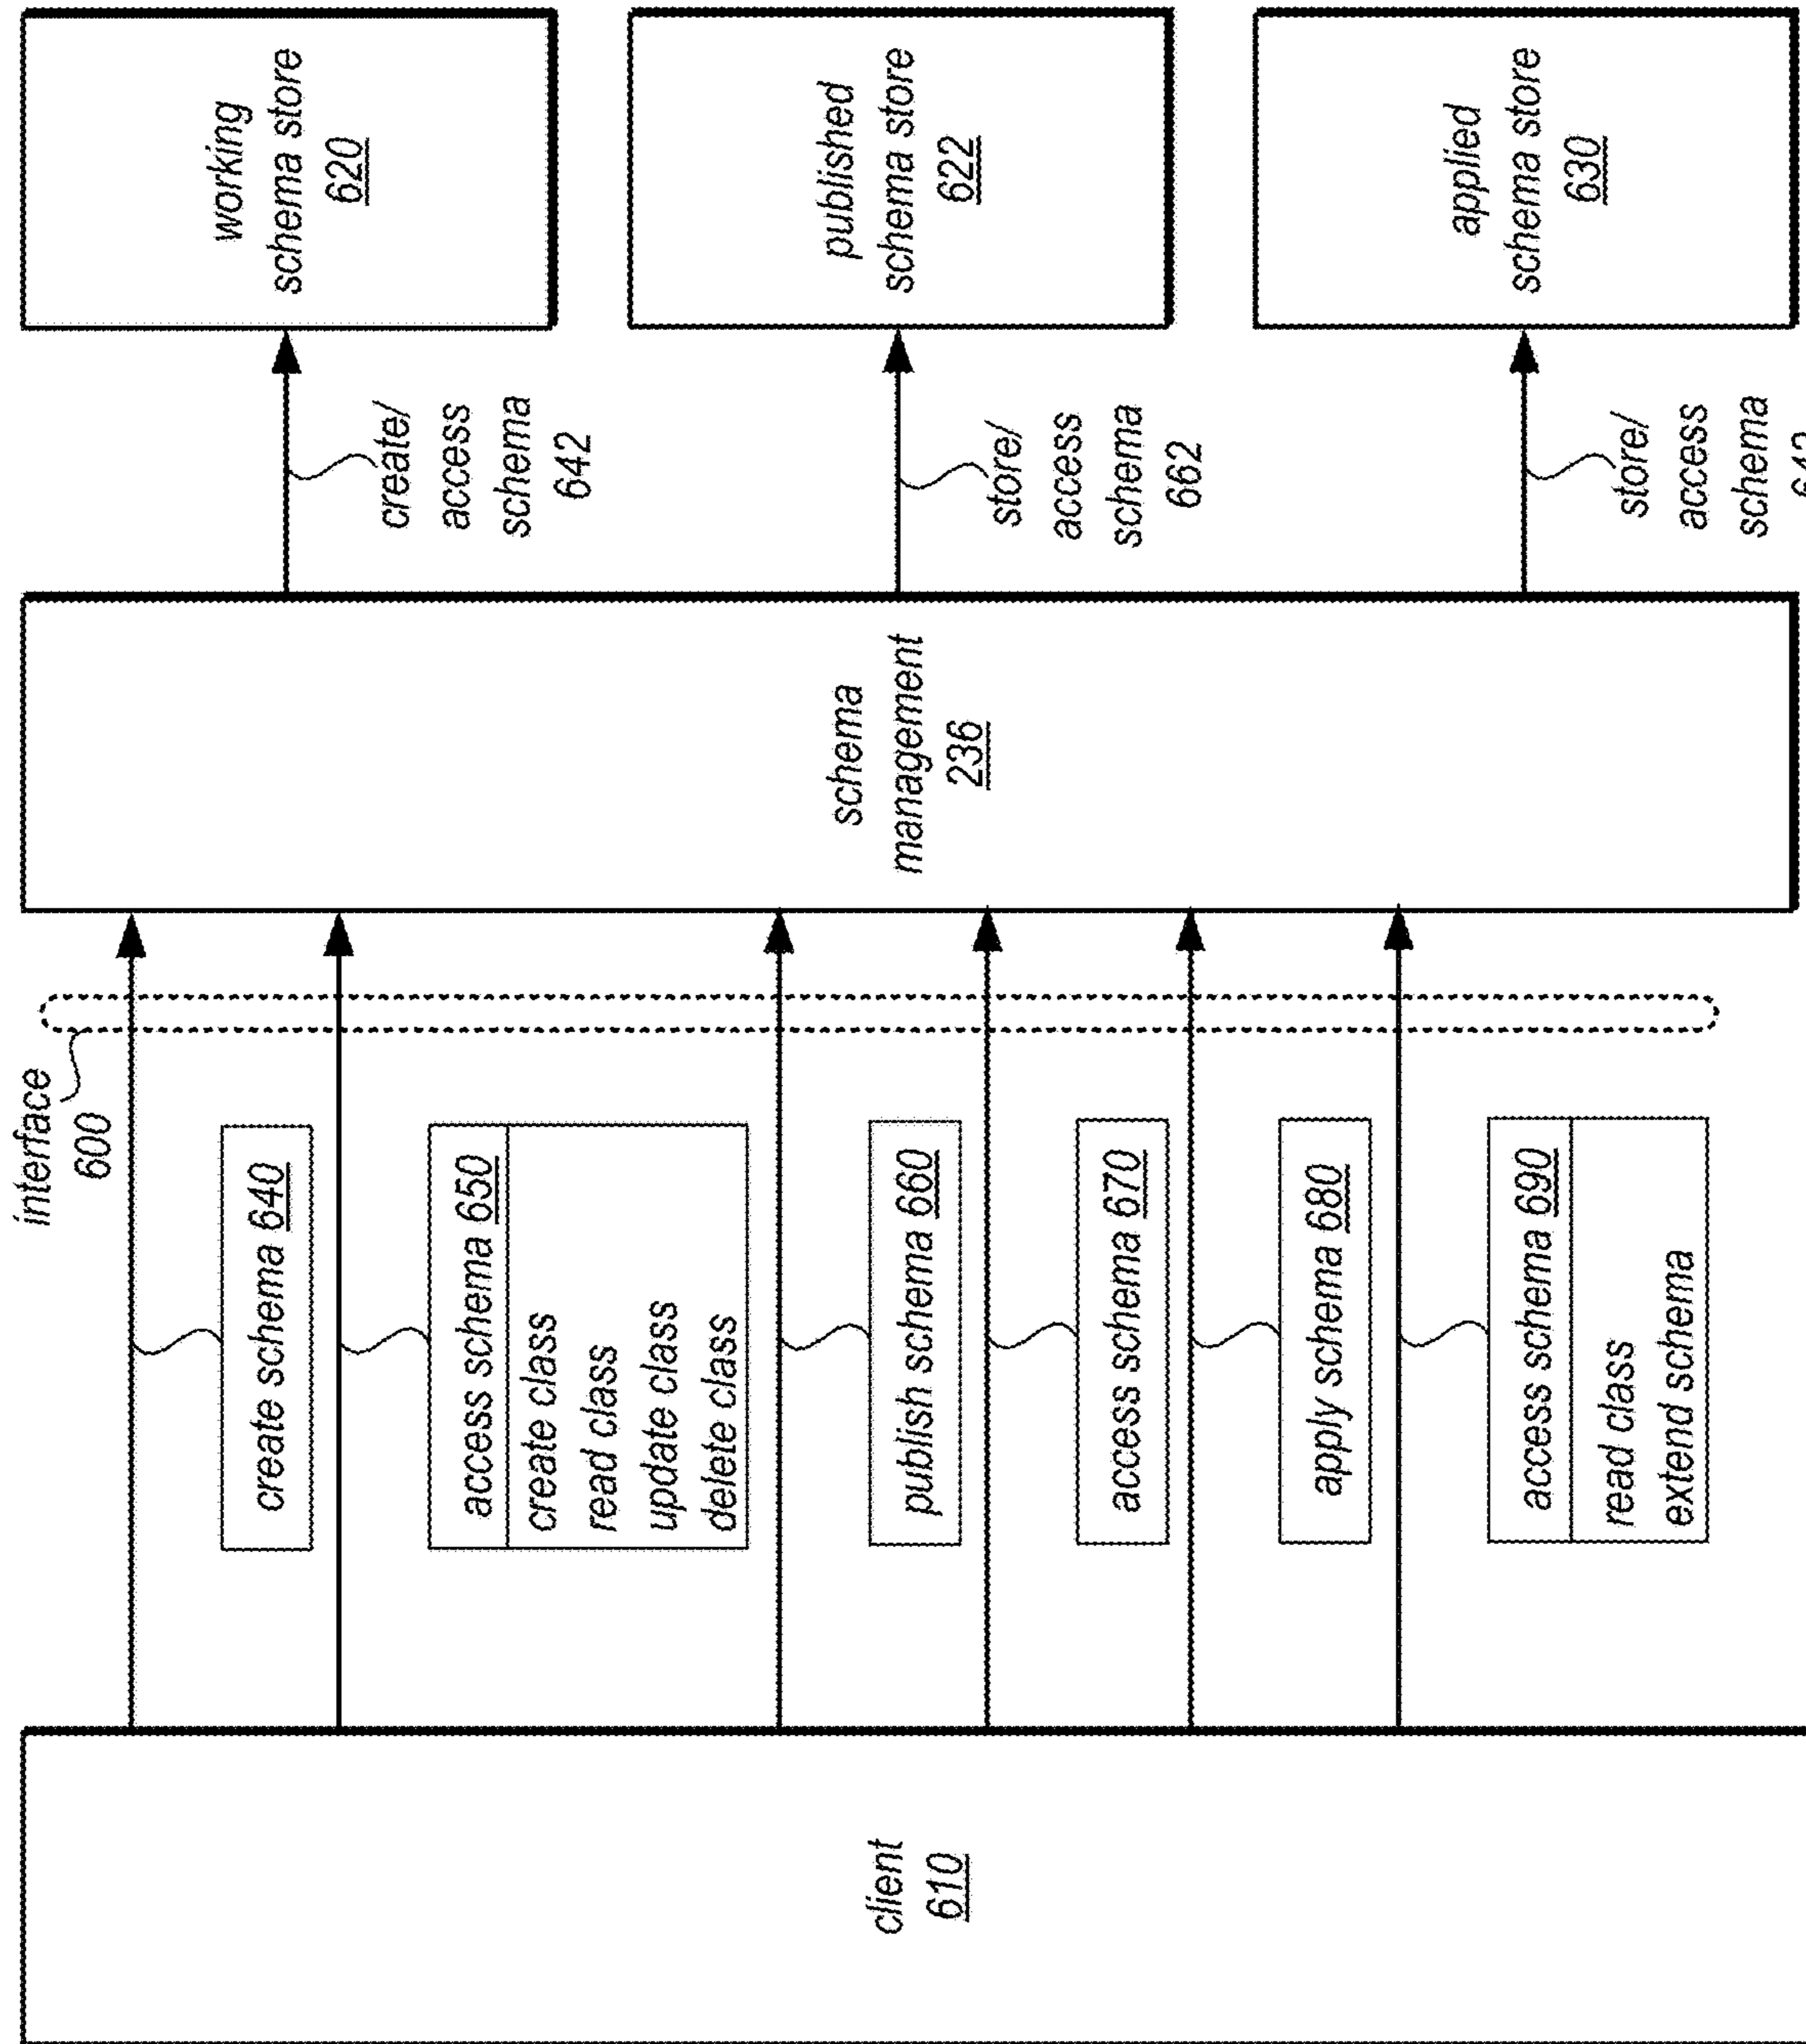 client
610
interface
600
create schema 640
access schema 650
create class
read class
update class
delete class
publish schema 660
access schema 670
apply schema 680
access schema 690
read class
extend schema
schema
management
236
create/
access
schema
642
store/
access
schema
662
store/
access
schema
working
schema store
620
published
schema store
622
applied
schema store
630